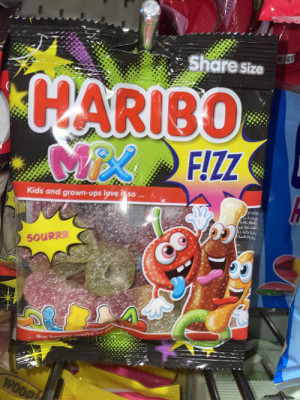 Share Size
HARIBO
MiX
F!ZZ
Kids and grown-ups love it so ...
SOURRR